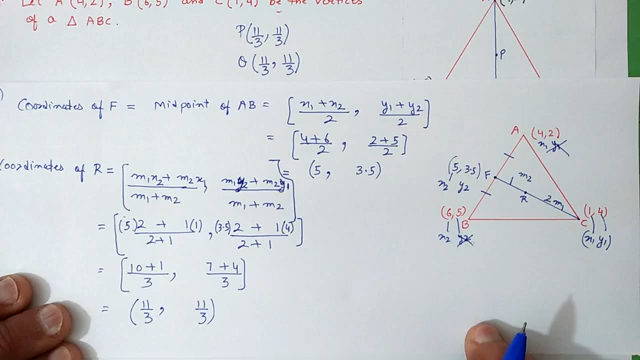 Let A(4,2), B(6,5) and C(1,4) be the vertices
of a △ ABC.
P(11/3, 11/3)
Q(11/3, 11/3)
P
Coordinates of F = Midpoint of AB = [x1+x2/2, y1+y2/2]
= [4+6/2, 2+5/2]
= (5, 3.5)
Coordinates of R = [m1x2+m2x1/m1+m2, m1y2+m2y1/m1+m2]
= [(5)2 + 1(1)/2+1, (3.5)2 + 1(4)/2+1]
= [10+1/3, 7+4/3]
= (11/3, 11/3)
A (4,2)
x1, y1
(5, 3.5) F
x2 y2
1 m2
R
2 m1
(6,5) B
x2 y2
C (1,4)
(x1, y1)